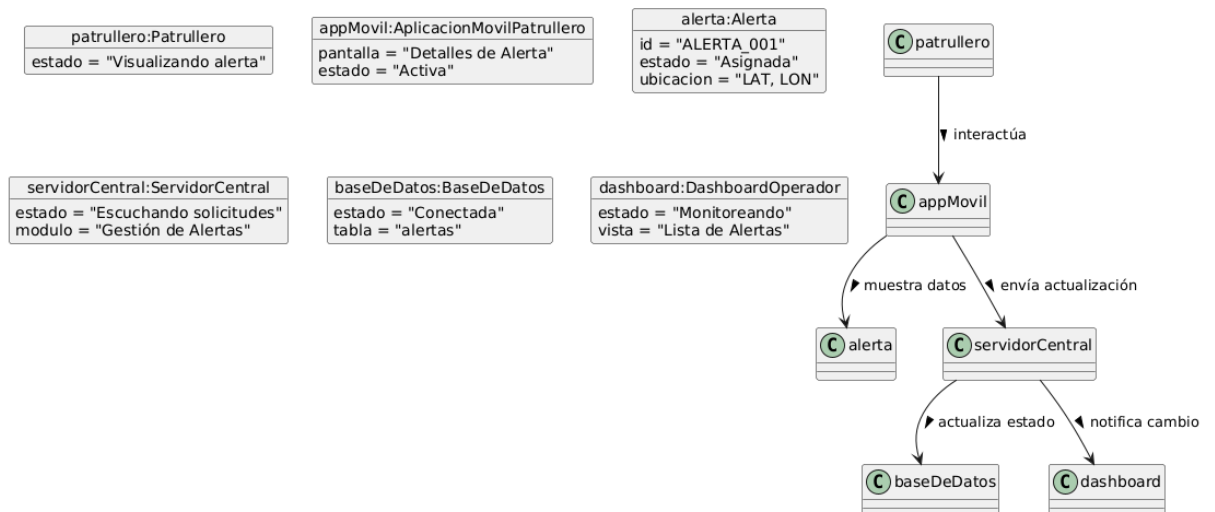 patrullero:Patrullero
estado = "Visualizando alerta"
appMovil:AplicacionMovilPatrullero
pantalla = "Detalles de Alerta"
estado = "Activa"
alerta:Alerta
id = "ALERTA_001"
estado = "Asignada"
ubicacion = "LAT, LON"
C patrullero
interactúa
servidorCentral:ServidorCentral
estado = "Escuchando solicitudes"
modulo = "Gestión de Alertas"
baseDeDatos:BaseDeDatos
estado = "Conectada"
tabla = "alertas"
dashboard:DashboardOperador
estado = "Monitoreando"
vista = "Lista de Alertas"
C appMovil
muestra datos
envía actualización
C alerta
C servidorCentral
actualiza estado
notifica cambio
C baseDeDatos
C dashboard